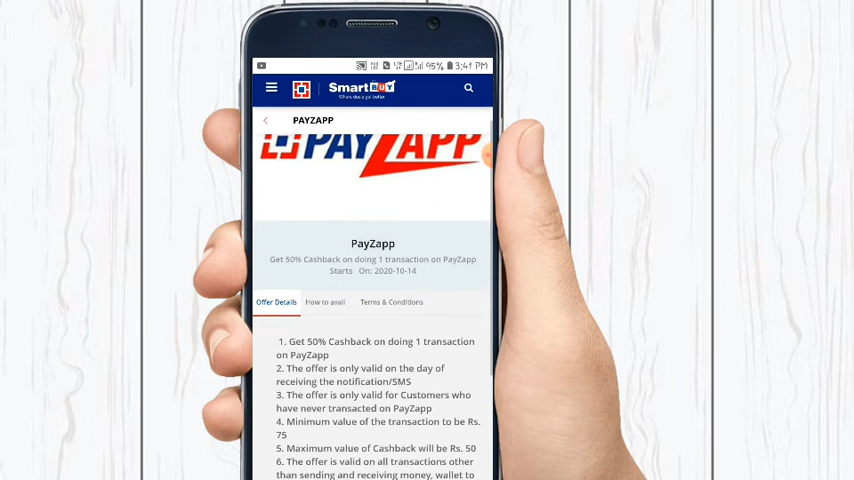 95% 3:41 PM
SmartBUY
PAYZAPP
PAYZAPP
PayZapp
Get 50% Cashback on doing 1 transaction on PayZapp
Starts On: 2020-10-14
Offer Details How to avail Terms & Conditions
1. Get 50% Cashback on doing 1 transaction
on PayZapp
2. The offer is only valid on the day of
receiving the notification/SMS
3. The offer is only valid for Customers who
have never transacted on PayZapp
4. Minimum value of the transaction to be Rs.
75
5. Maximum value of Cashback will be Rs. 50
6. The offer is valid on all transactions other
than sending and receiving money, wallet to